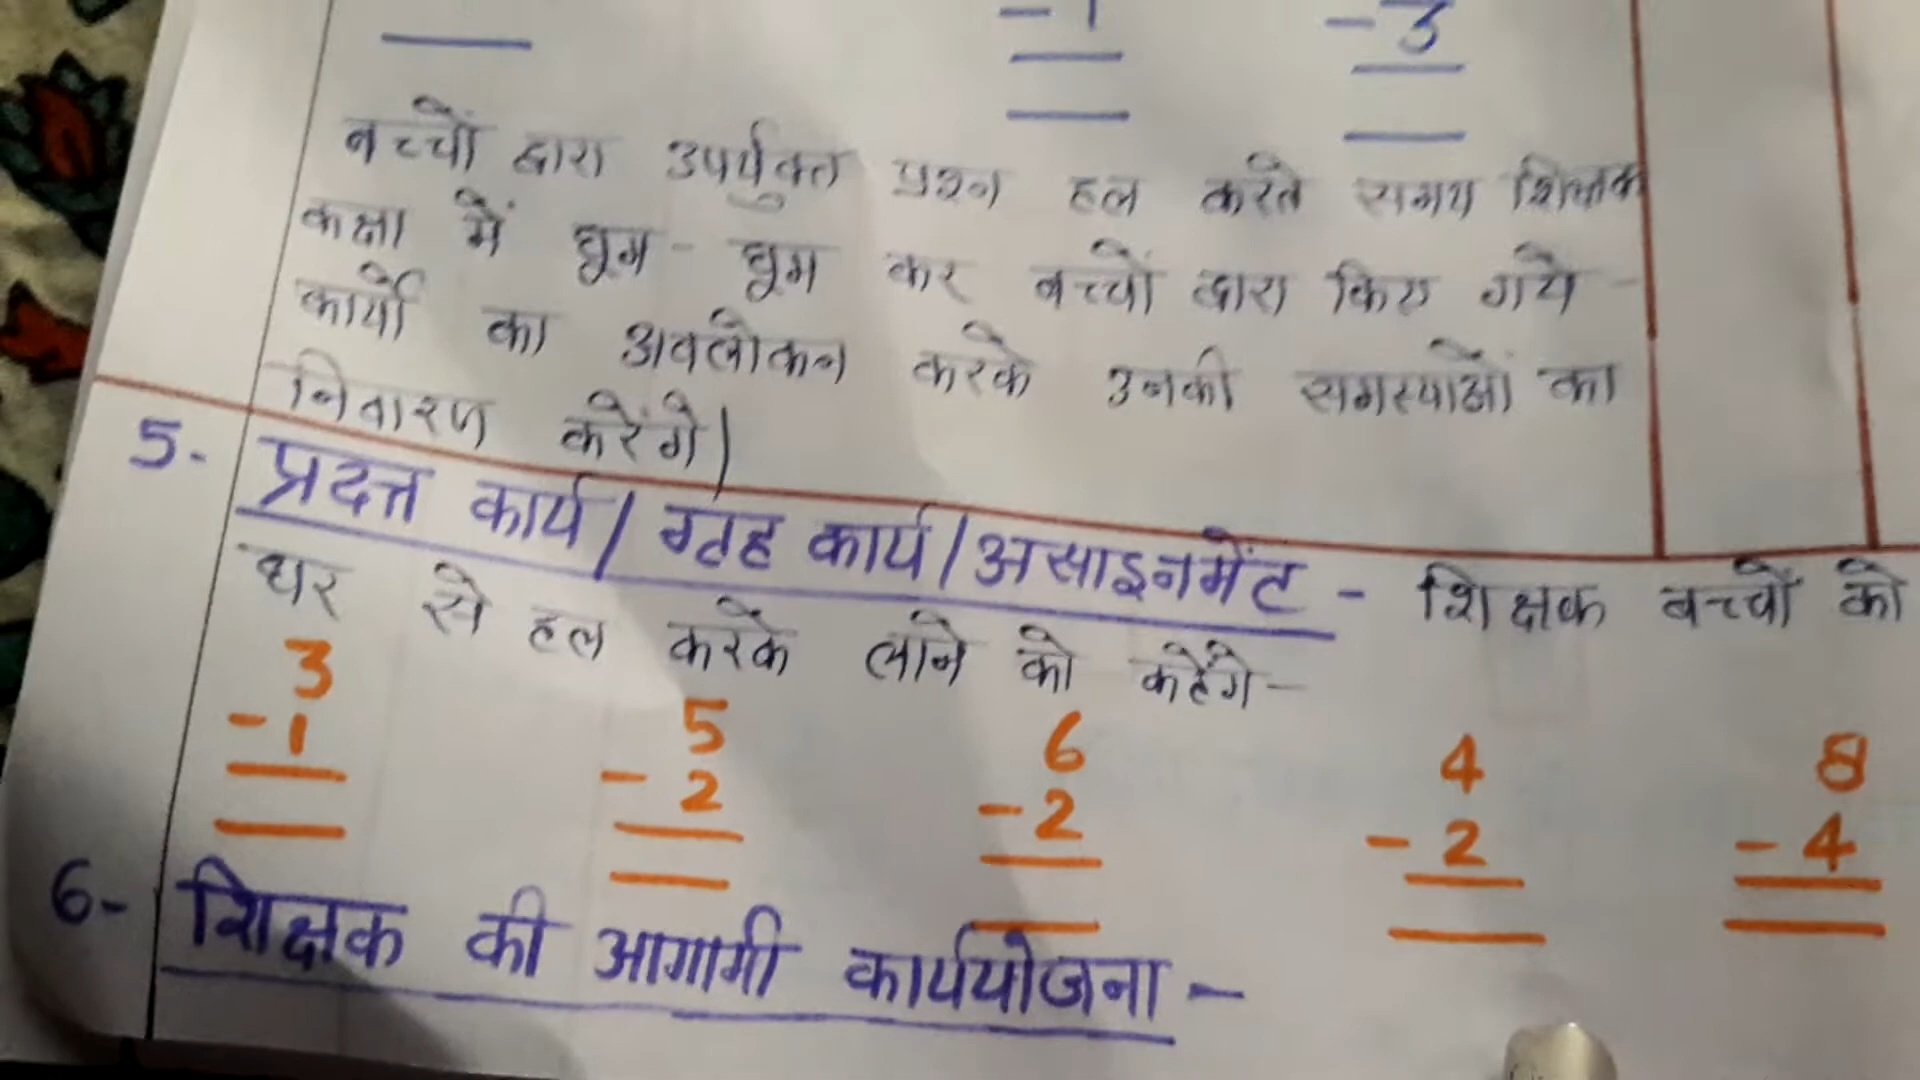 - 1 - 3
बच्चों द्वारा उपर्युक्त प्रश्न हल करते समय शिक्षक
कक्षा में घूम - घूम कर बच्चों द्वारा किए गये
कार्यों का अवलोकन करके उनकी समस्याओं का
निवारण करेंगे|
5- प्रदत्त कार्य / गृह कार्य / असाइनमेंट - शिक्षक बच्चों को
घर से हल करके लाने को कहेंगे -
3 5 6 4 8
- 1 - 2 - 2 - 2 - 4
6- शिक्षक की आगामी कार्ययोजना -